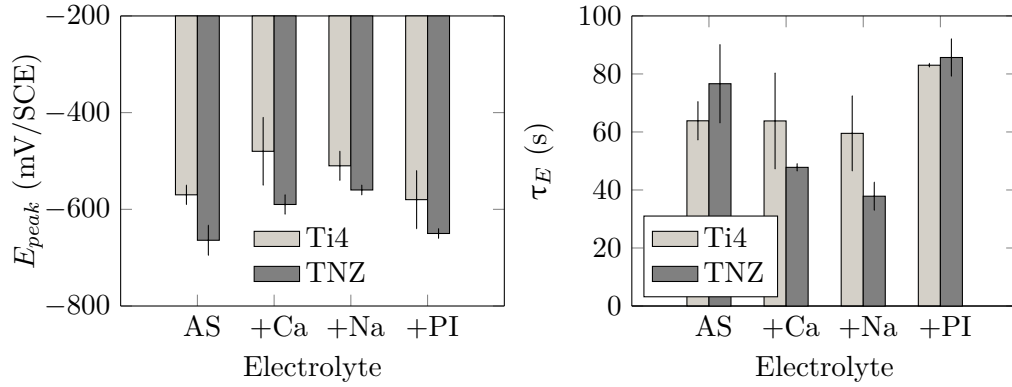 −200
−400
−600
−800
E_peak (mV/SCE)
AS +Ca +Na +PI
Electrolyte
Ti4
TNZ
100
80
60
40
20
0
τ_E (s)
AS +Ca +Na +PI
Electrolyte
Ti4
TNZ